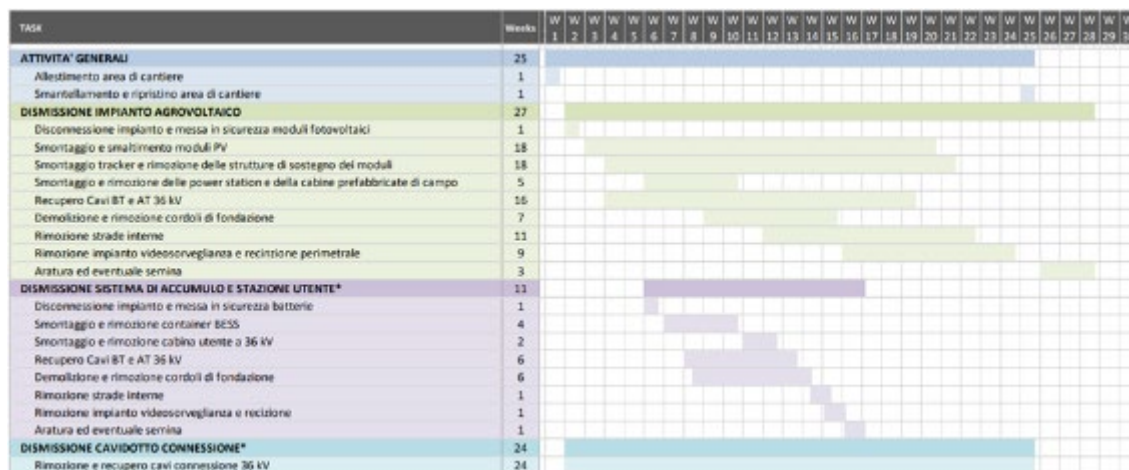 TASK Weeks W 1 W 2 W 3 W 4 W 5 W 6 W 7 W 8 W 9 W 10 W 11 W 12 W 13 W 14 W 15 W 16 W 17 W 18 W 19 W 20 W 21 W 22 W 23 W 24 W 25 W 26 W 27 W 28 W 29 W
ATTIVITA' GENERALI 25
Allestimento area di cantiere 1
Smantellamento e ripristino area di cantiere 1
DISMISSIONE IMPIANTO AGROVOLTAICO 27
Disconnessione impianto e messa in sicurezza moduli fotovoltaici 1
Smontaggio e smaltimento moduli PV 18
Smontaggio tracker e rimozione delle strutture di sostegno dei moduli 18
Smontaggio e rimozione delle power station e della cabine prefabbricate di campo 5
Recupero Cavi BT e AT 36 kV 16
Demolizione e rimozione cordoli di fondazione 7
Rimozione strade interne 11
Rimozione impianto videosorveglianza e recinzione perimetrale 9
Aratura ed eventuale semina 3
DISMISSIONE SISTEMA DI ACCUMULO E STAZIONE UTENTE* 11
Disconnessione impianto e messa in sicurezza batterie 1
Smontaggio e rimozione container BESS 4
Smontaggio e rimozione cabina utente a 36 kV 2
Recupero Cavi BT e AT 36 kV 6
Demolizione e rimozione cordoli di fondazione 6
Rimozione strade interne 1
Rimozione impianto videosorveglianza e recizione 1
Aratura ed eventuale semina 1
DISMISSIONE CAVIDOTTO CONNESSIONE* 24
Rimozione e recupero cavi connessione 36 kV 24